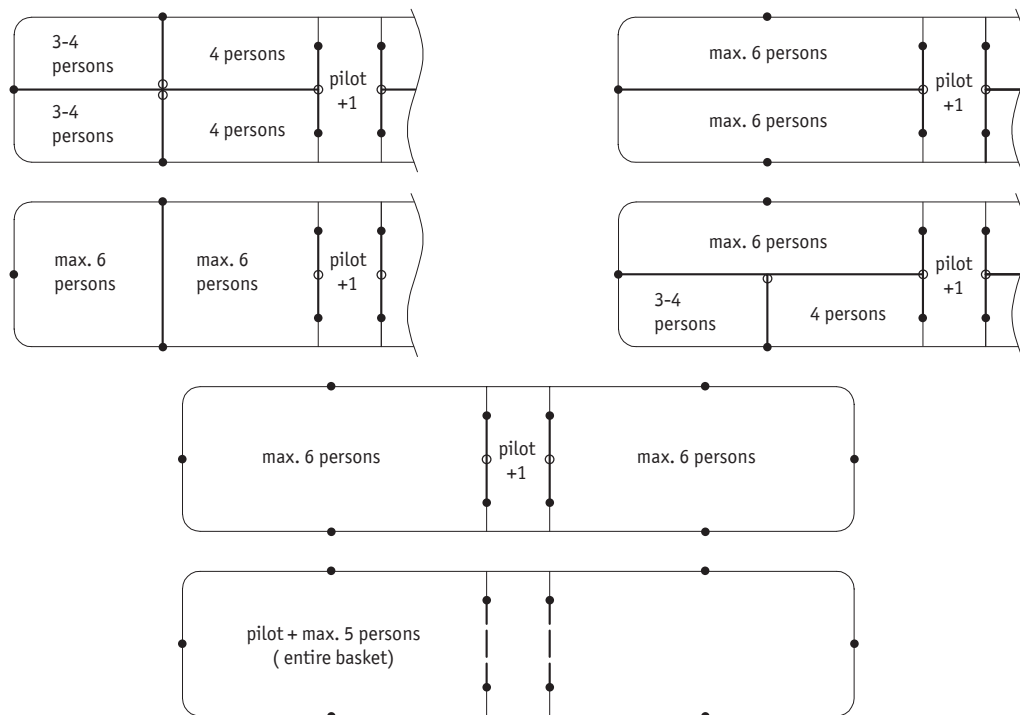 3-4
persons
4 persons
pilot
+1
3-4
persons
4 persons
max. 6 persons
pilot
+1
max. 6 persons
max. 6
persons
max. 6
persons
pilot
+1
max. 6 persons
pilot
+1
3-4
persons
4 persons
max. 6 persons
pilot
+1
max. 6 persons
pilot + max. 5 persons
( entire basket)